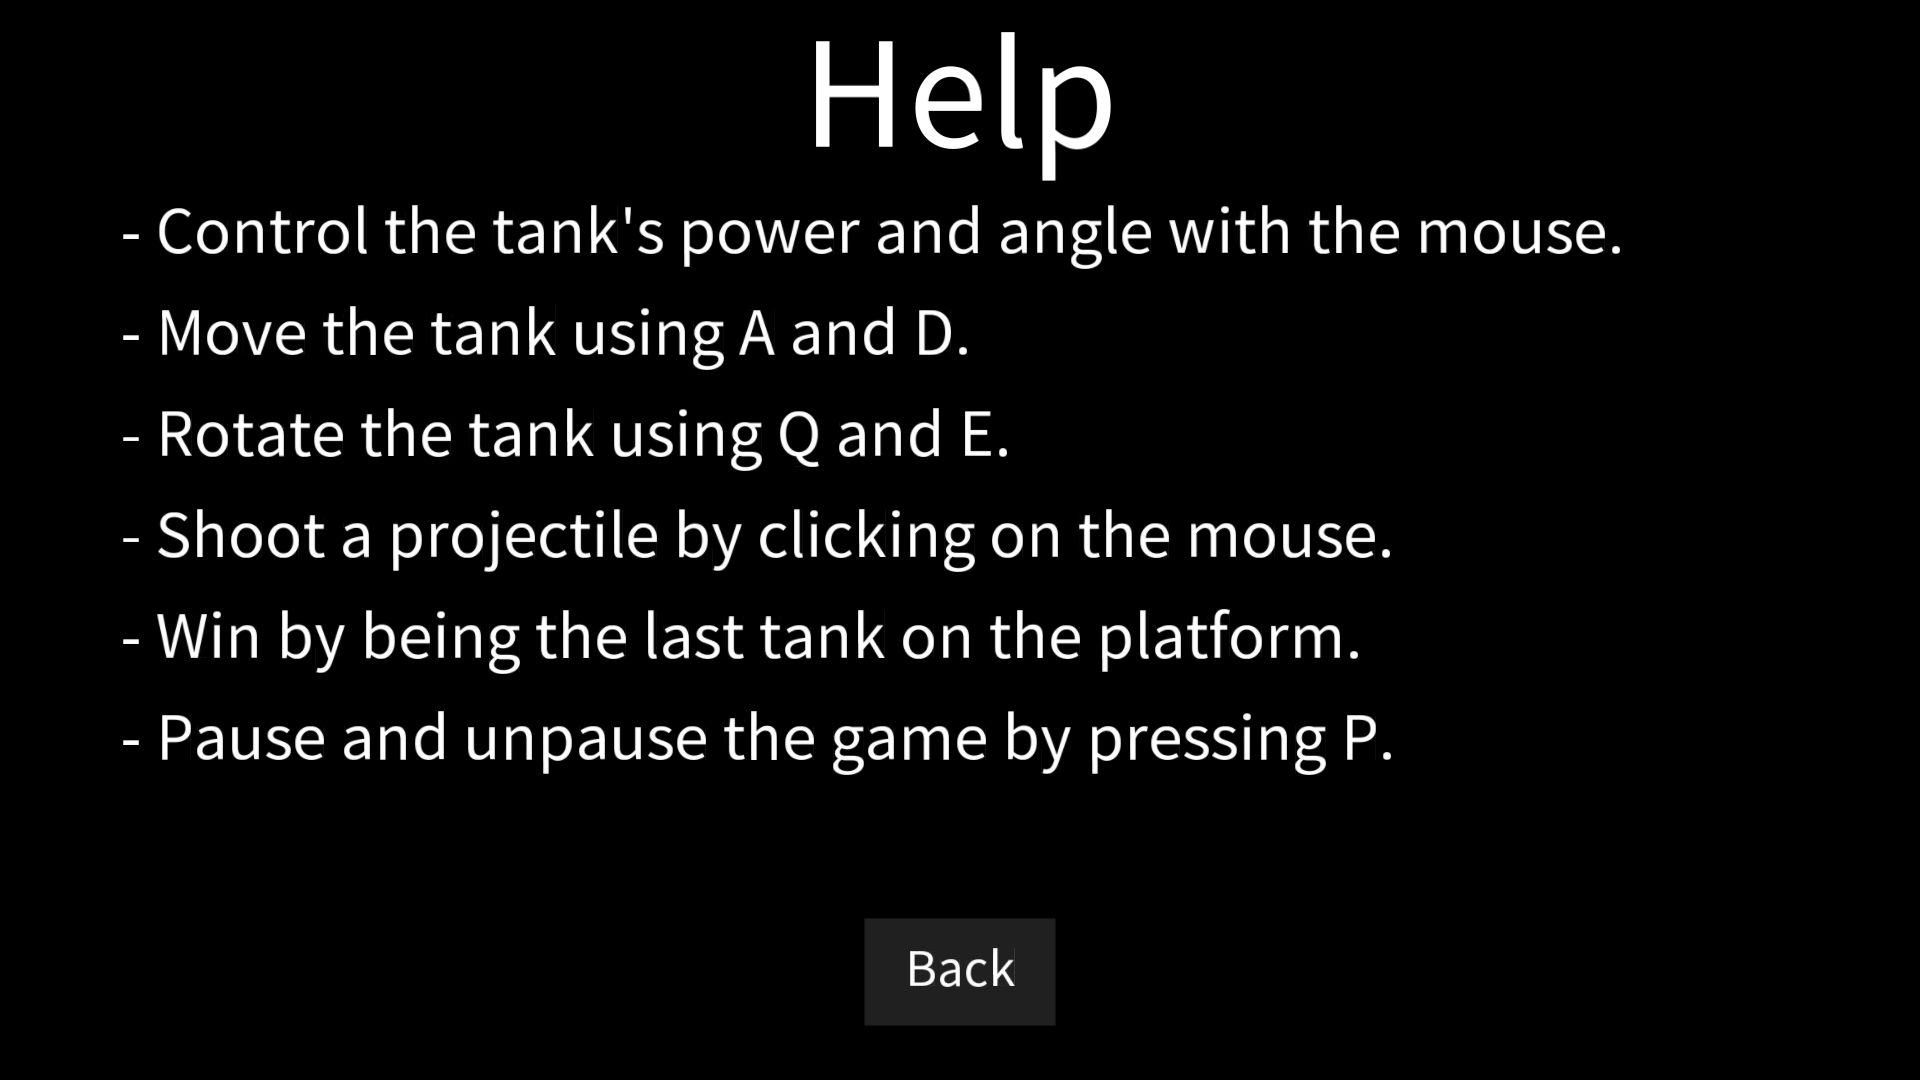 Help
- Control the tank's power and angle with the mouse.
- Move the tank using A and D.
- Rotate the tank using Q and E.
- Shoot a projectile by clicking on the mouse.
- Win by being the last tank on the platform.
- Pause and unpause the game by pressing P.
Back